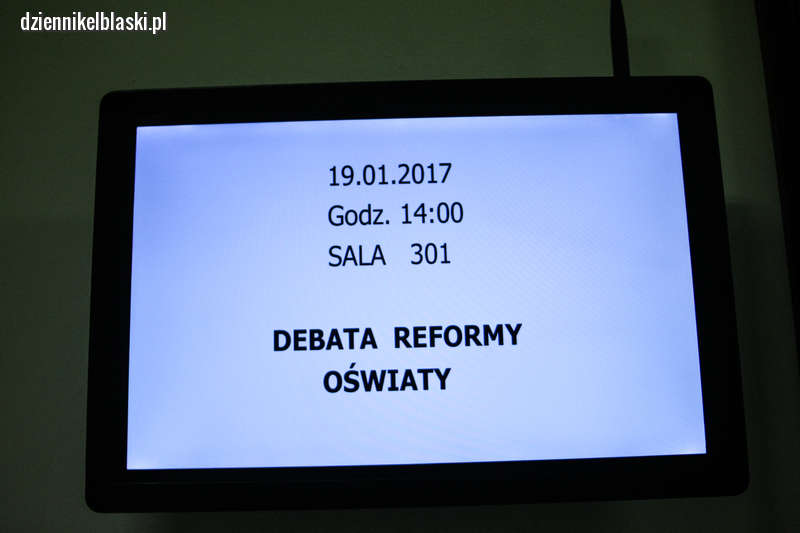 dziennikelblaski.pl
19.01.2017
Godz. 14:00
SALA 301
DEBATA REFORMY
OŚWIATY